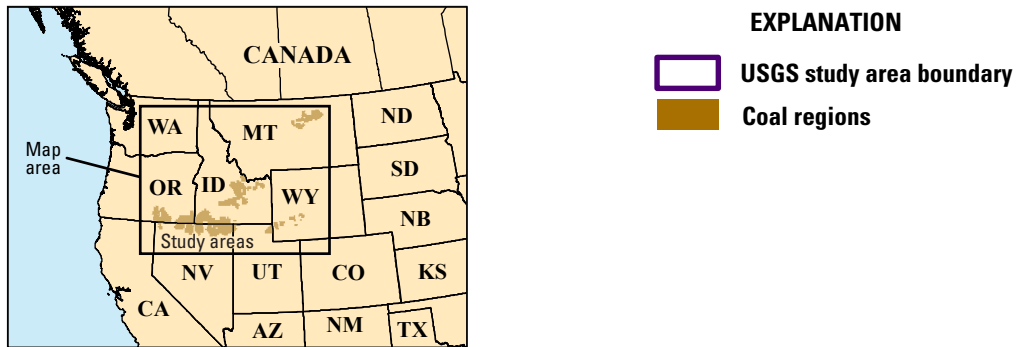 CANADA
WA
MT
ND
Map
area
OR
ID
WY
SD
NB
Study areas
NV
UT
CO
KS
CA
AZ
NM
TX
EXPLANATION
USGS study area boundary
Coal regions